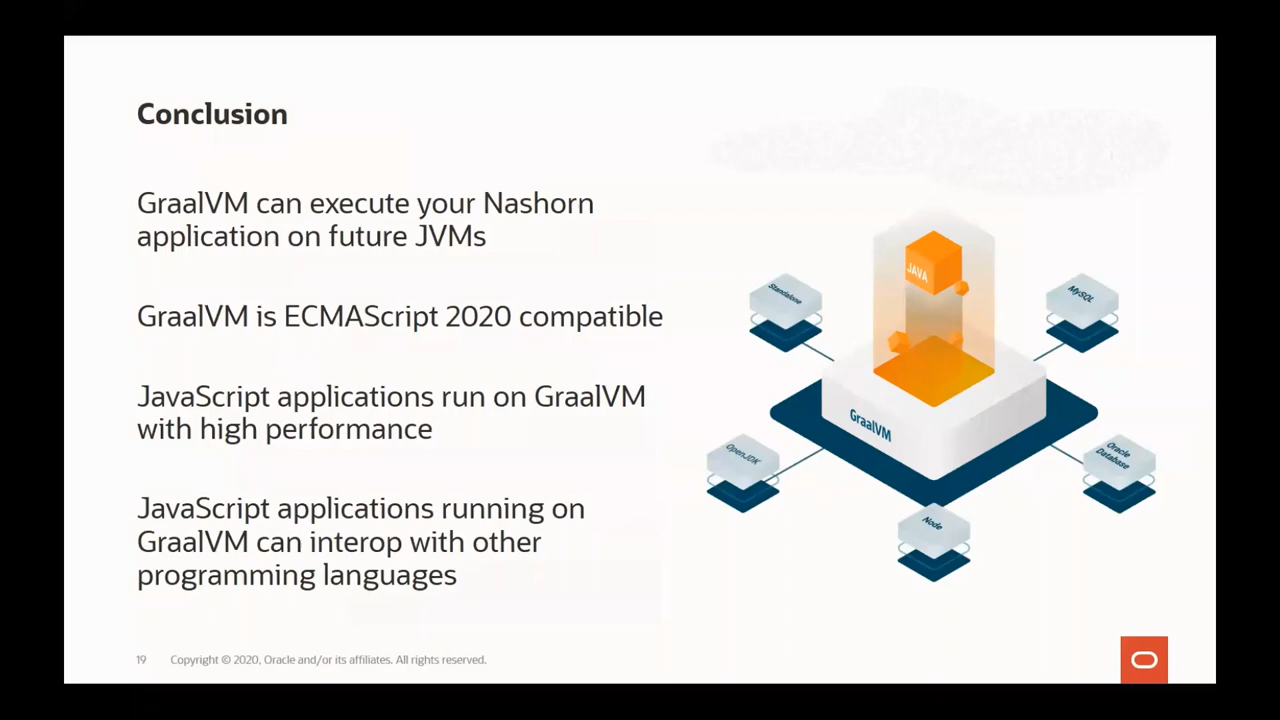 Conclusion
GraalVM can execute your Nashorn
application on future JVMs
GraalVM is ECMAScript 2020 compatible
JavaScript applications run on GraalVM
with high performance
JavaScript applications running on
GraalVM can interop with other
programming languages
JAVA
Standalone
MySQL
GraalVM
OpenJDK
Oracle
Database
Node
19 Copyright © 2020, Oracle and/or its affiliates. All rights reserved.